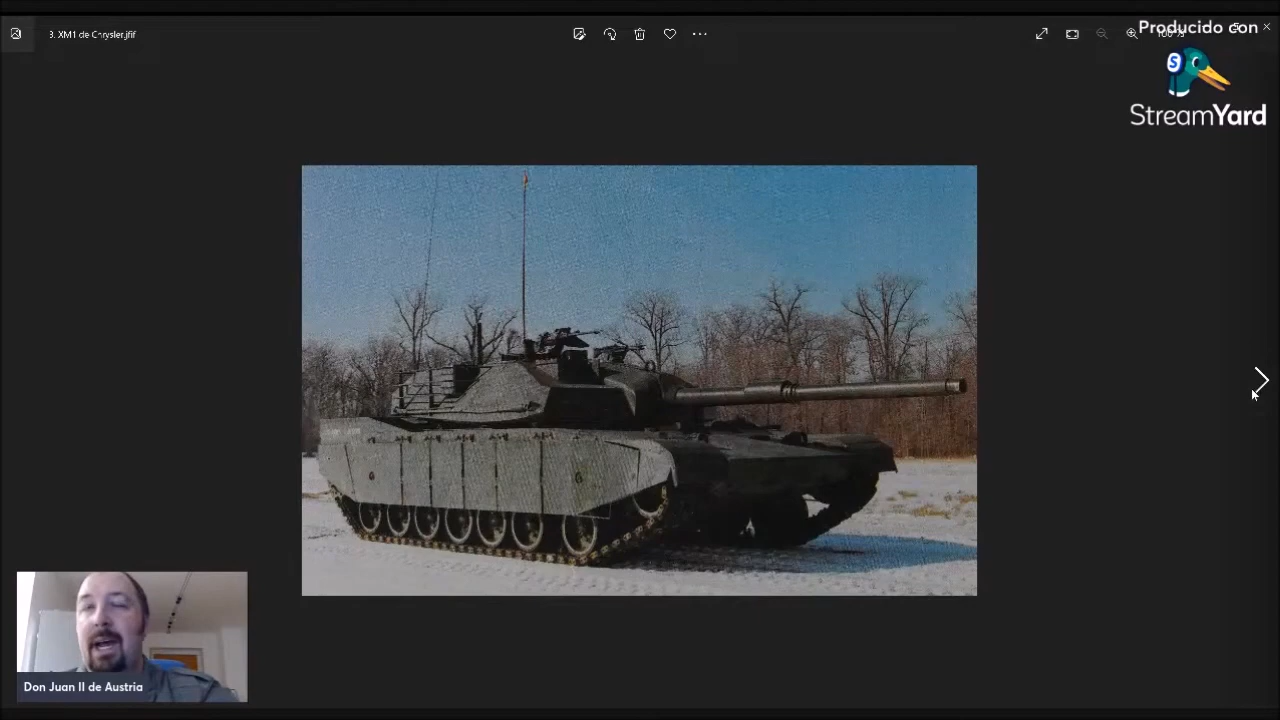 3. XM1 de Chrysler.jfif
Producido con
StreamYard
Don Juan II de Austria